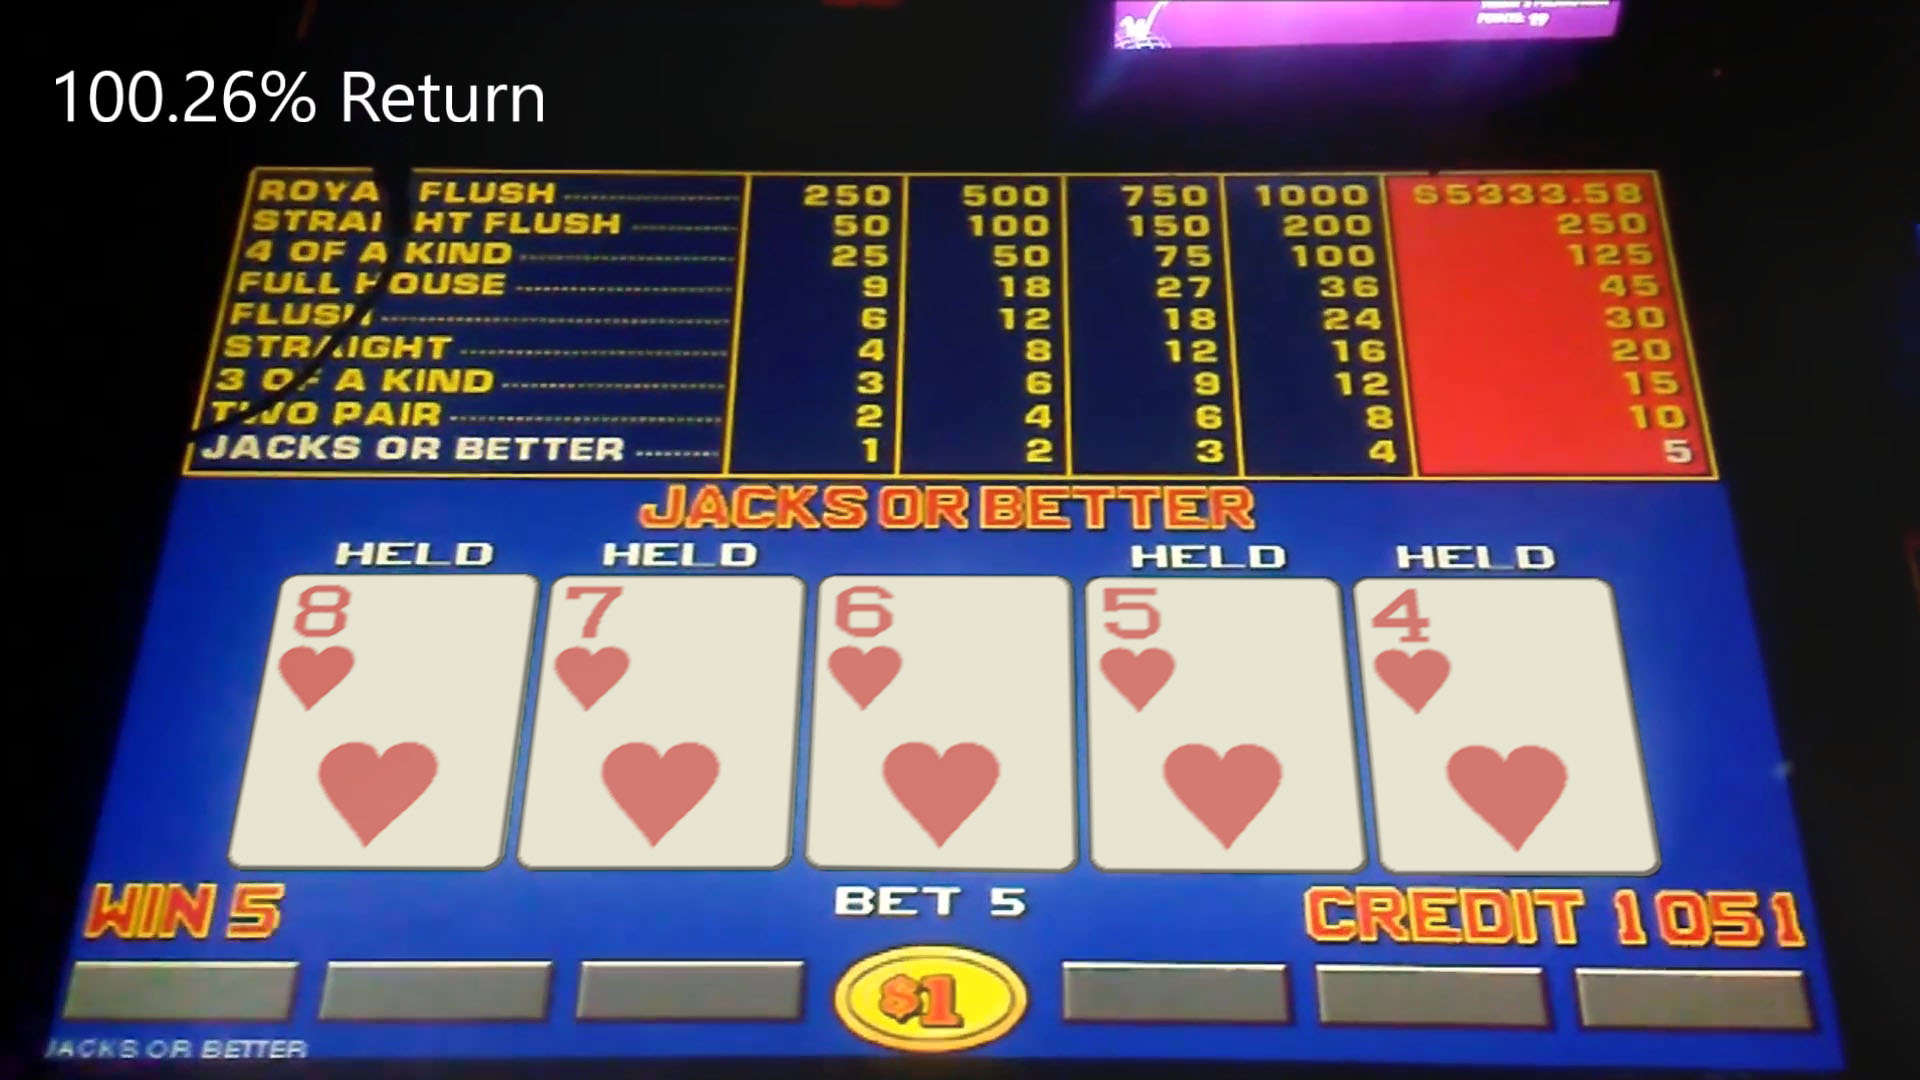 POINTS: 99
100.26% Return
ROYA FLUSH 250 500 750 1000 $5333.58
STRAIGHT FLUSH 50 100 150 200 250
4 OF A KIND 25 50 75 100 125
FULL HOUSE 9 18 27 36 45
FLUSH 6 12 18 24 30
STRAIGHT 4 8 12 16 20
3 OF A KIND 3 6 9 12 15
TWO PAIR 2 4 6 8 10
JACKS OR BETTER 1 2 3 4 5
JACKS OR BETTER
HELD HELD HELD HELD
8 7 6 5 4
WIN 5 BET 5 CREDIT 1051
$1
JACKS OR BETTER